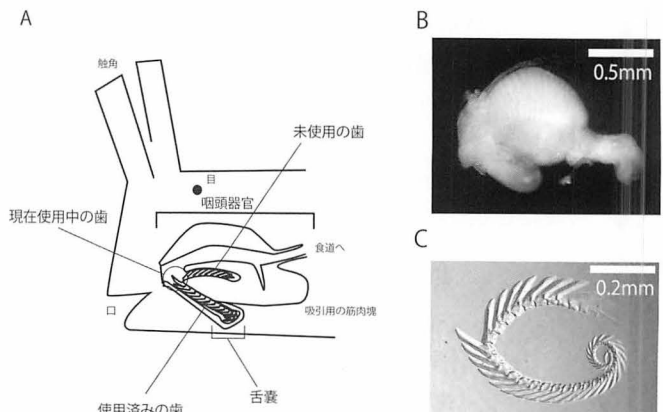 A
触角
未使用の歯
目
咽頭器官
現在使用中の歯
食道へ
口
吸引用の筋肉塊
舌嚢
使用済みの歯
B
0.5mm
C
0.2mm